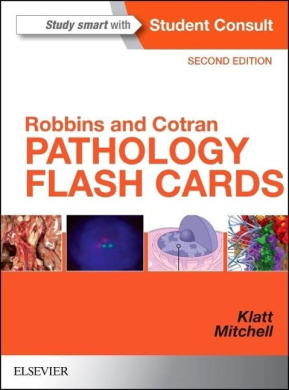 Study smart with Student Consult
SECOND EDITION
Robbins and Cotran
PATHOLOGY
FLASH CARDS
Klatt
Mitchell
ELSEVIER